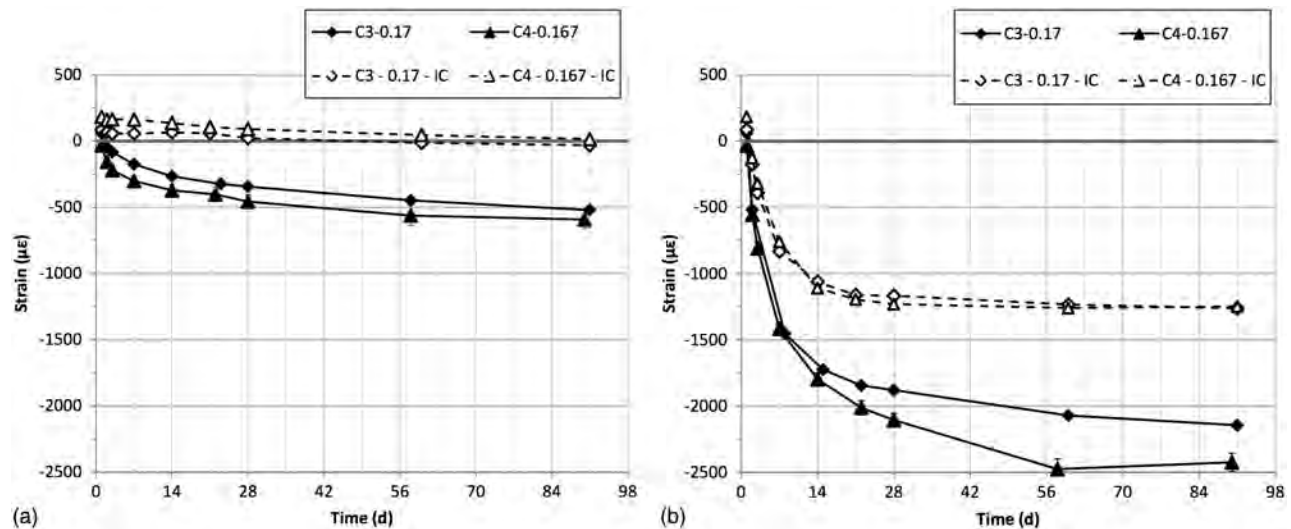 C3-0.17 C4-0.167
C3 - 0.17 - IC C4 - 0.167 - IC
500
0
-500
-1000
-1500
-2000
-2500
Strain (με)
0 14 28 42 56 70 84 98
Time (d)
(a)
C3-0.17 C4-0.167
C3 - 0.17 - IC C4 - 0.167 - IC
500
0
-500
-1000
-1500
-2000
-2500
Strain (με)
0 14 28 42 56 70 84 98
Time (d)
(b)